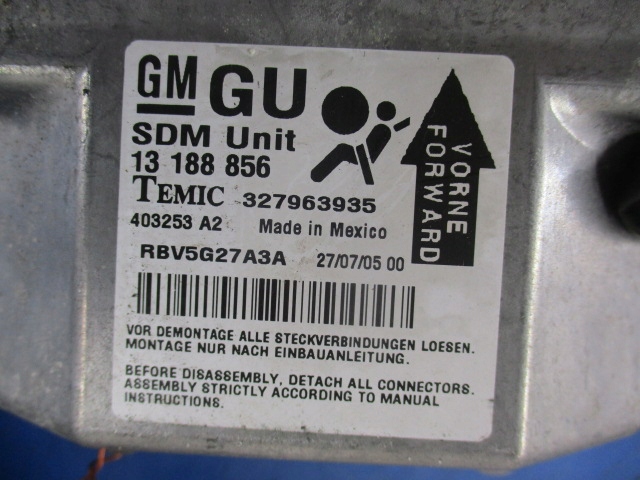 GM GU
SDM Unit
13 188 856
TEMIC 327963935
403253 A2 Made in Mexico
RBV5G27A3A 27/07/05 00
VORNE
FORWARD
VOR DEMONTAGE ALLE STECKVERBINDUNGEN LOESEN.
MONTAGE NUR NACH EINBAUANLEITUNG.
BEFORE DISASSEMBLY, DETACH ALL CONNECTORS.
ASSEMBLY STRICTLY ACCORDING TO MANUAL
INSTRUCTIONS.